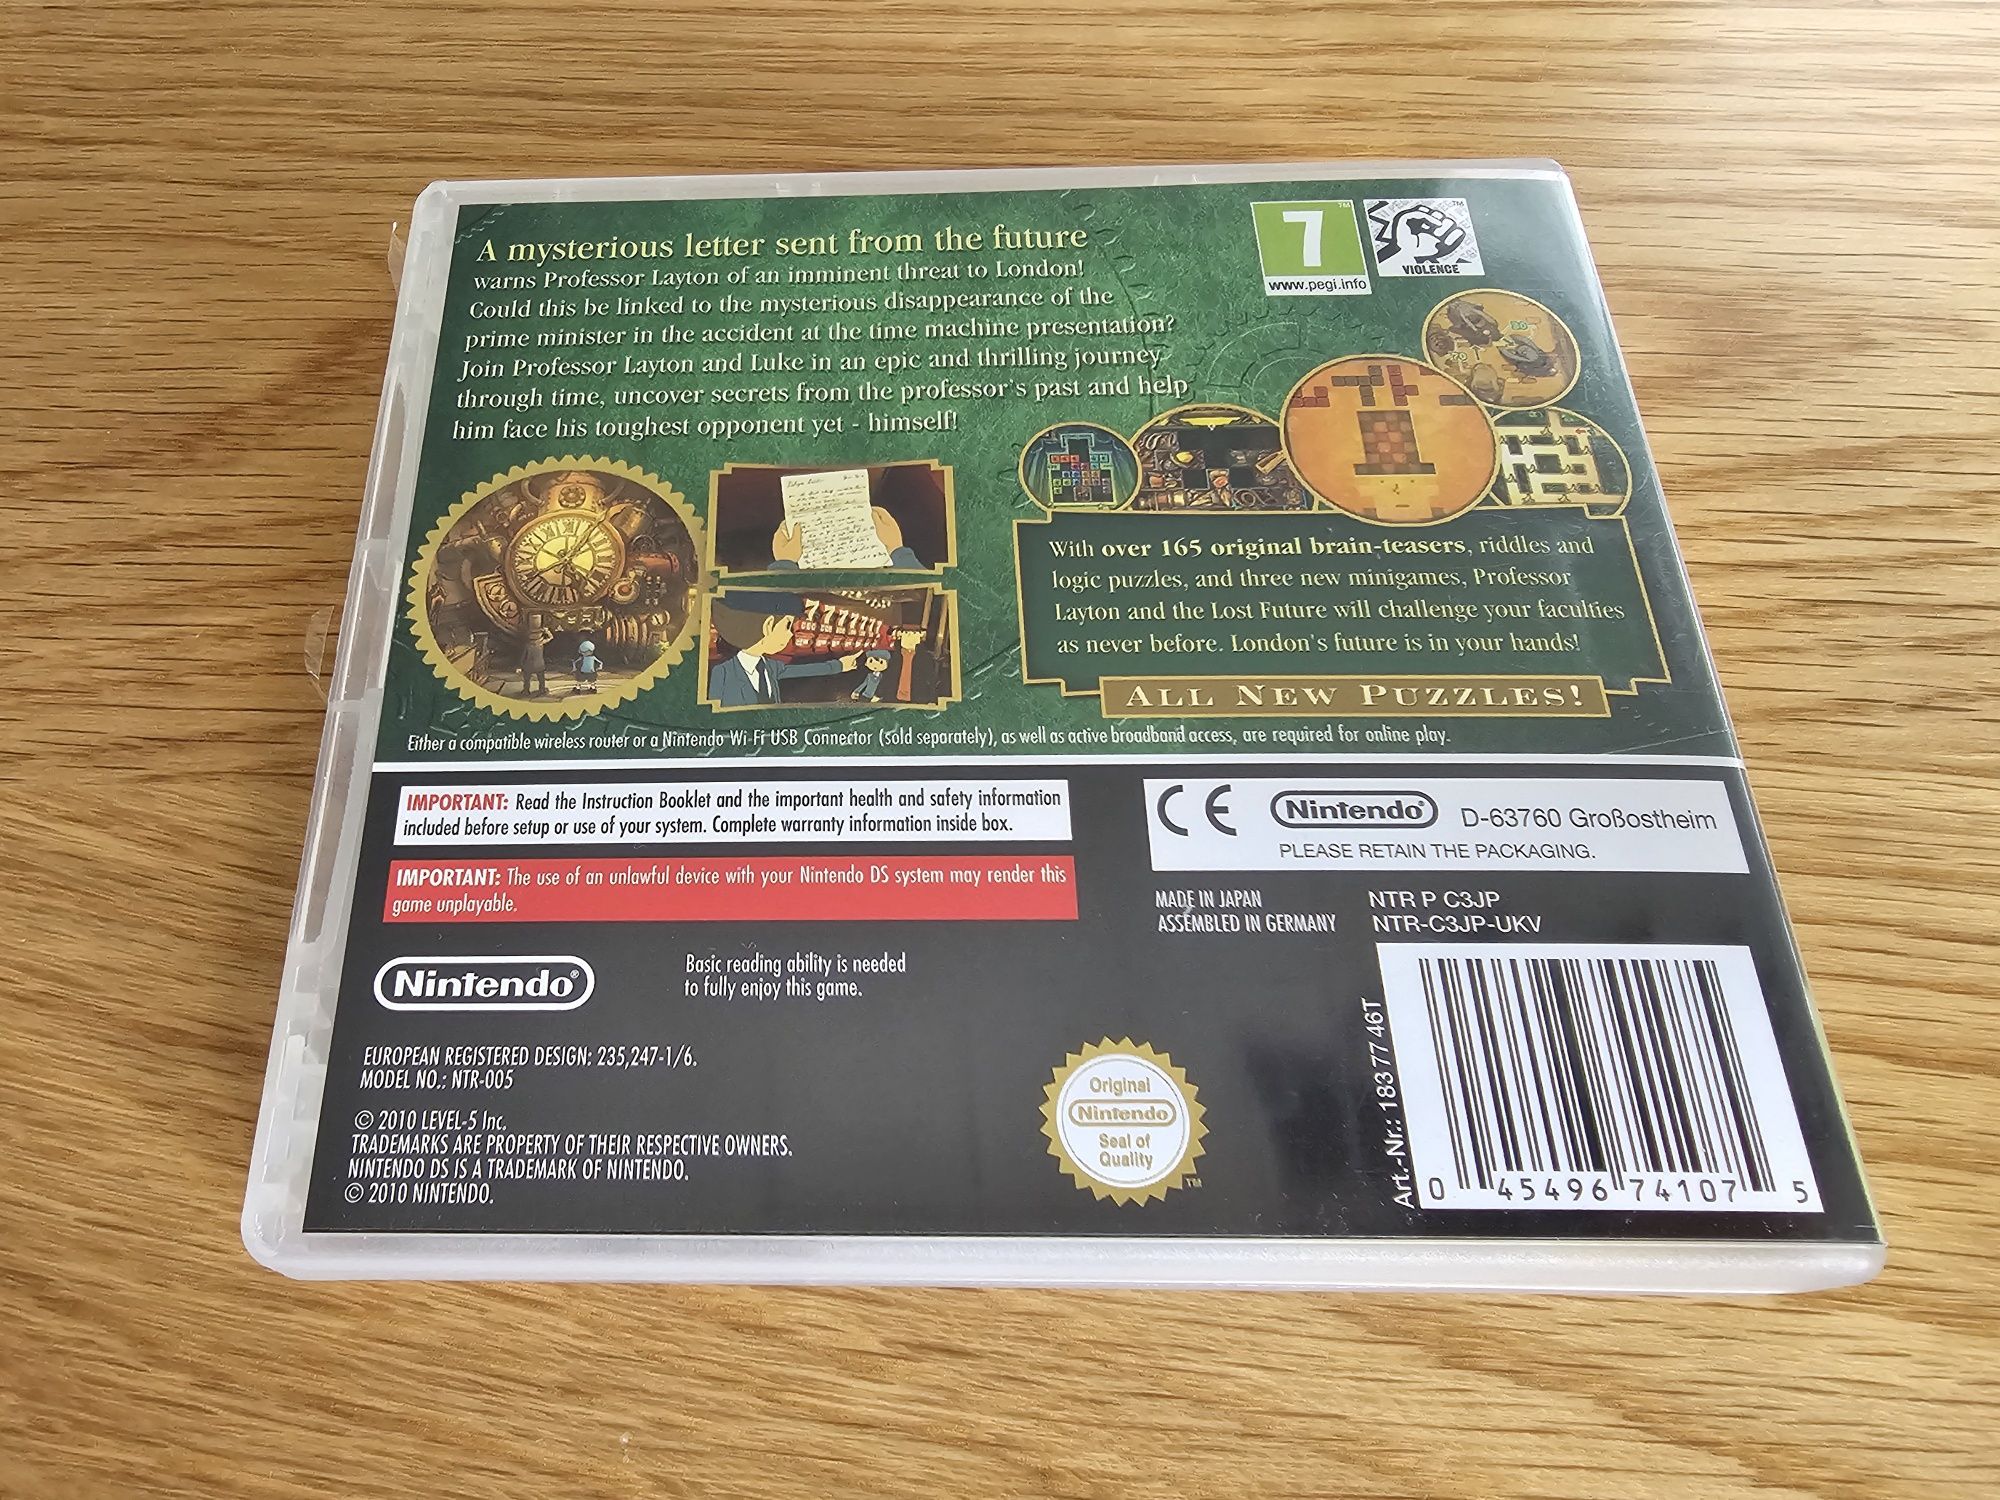 A mysterious letter sent from the future
warns Professor Layton of an imminent threat to London!
Could this be linked to the mysterious disappearance of the
prime minister in the accident at the time machine presentation?
Join Professor Layton and Luke in an epic and thrilling journey
through time, uncover secrets from the professor's past and help
him face his toughest opponent yet - himself!
7
www.pegi.info
VIOLENCE
7777777
With over 165 original brain-teasers, riddles and
logic puzzles, and three new minigames, Professor
Layton and the Lost Future will challenge your faculties
as never before. London's future is in your hands!
ALL NEW PUZZLES!
Either a compatible wireless router or a Nintendo Wi-Fi USB Connector (sold separately), as well as active broadband access, are required for online play.
IMPORTANT: Read the Instruction Booklet and the important health and safety information
included before setup or use of your system. Complete warranty information inside box.
IMPORTANT: The use of an unlawful device with your Nintendo DS system may render this
game unplayable.
CE Nintendo® D-63760 Großostheim
PLEASE RETAIN THE PACKAGING.
MADE IN JAPAN
ASSEMBLED IN GERMANY
NTR P C3JP
NTR-C3JP-UKV
Nintendo®
Basic reading ability is needed
to fully enjoy this game.
EUROPEAN REGISTERED DESIGN: 235,247-1/6.
MODEL NO.: NTR-005
© 2010 LEVEL-5 Inc.
TRADEMARKS ARE PROPERTY OF THEIR RESPECTIVE OWNERS.
NINTENDO DS IS A TRADEMARK OF NINTENDO.
© 2010 NINTENDO.
Original
Nintendo
Seal of
Quality
TM
Art.-Nr.: 1837746T
0 45496 74107 5